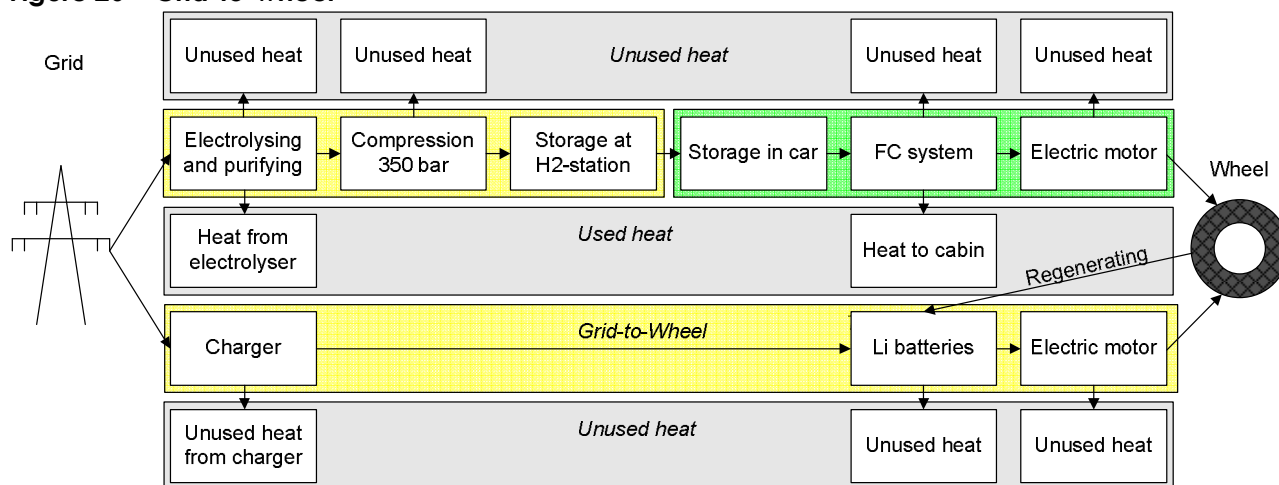 Unused heat
Unused heat
Unused heat
Unused heat
Unused heat
Grid
Electrolysing
and purifying
Compression
350 bar
Storage at
H2-station
Storage in car
FC system
Electric motor
Wheel
Heat from
electrolyser
Used heat
Heat to cabin
Regenerating
Charger
Grid-to-Wheel
Li batteries
Electric motor
Unused heat
from charger
Unused heat
Unused heat
Unused heat